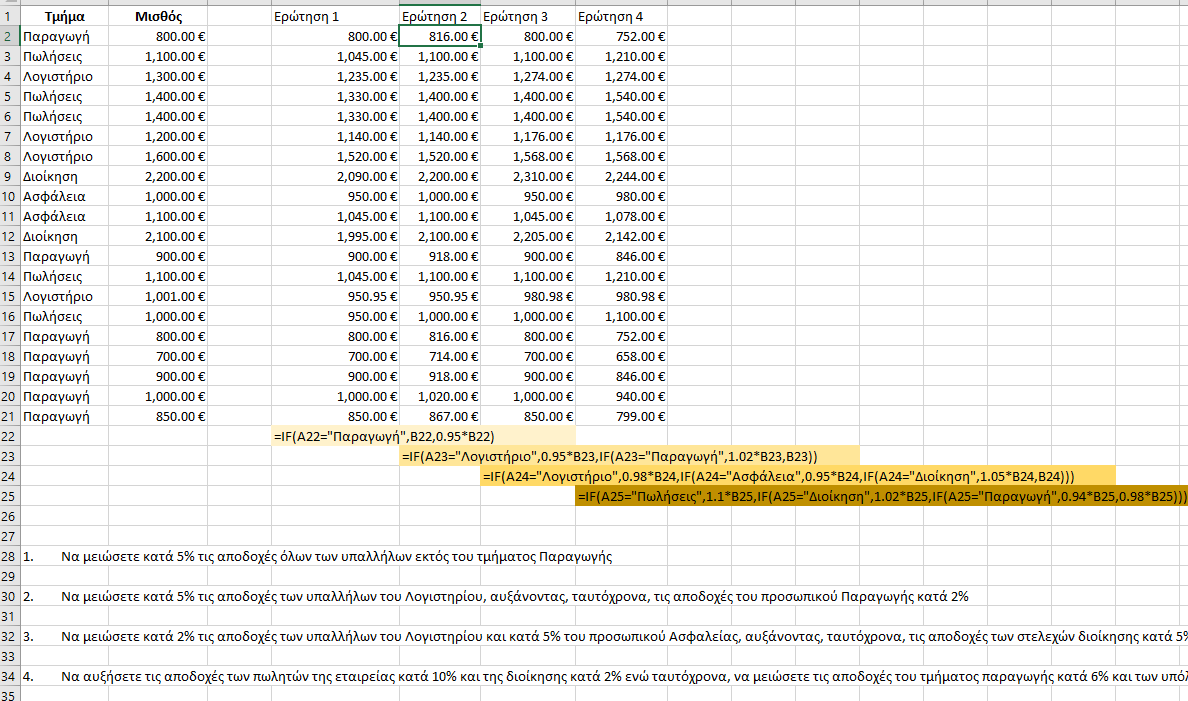 1 Τμήμα Μισθός Ερώτηση 1 Ερώτηση 2 Ερώτηση 3 Ερώτηση 4
2 Παραγωγή 800.00 € 800.00 € 816.00 € 800.00 € 752.00 €
3 Πωλήσεις 1,100.00 € 1,045.00 € 1,100.00 € 1,100.00 € 1,210.00 €
4 Λογιστήριο 1,300.00 € 1,235.00 € 1,235.00 € 1,274.00 € 1,274.00 €
5 Πωλήσεις 1,400.00 € 1,330.00 € 1,400.00 € 1,400.00 € 1,540.00 €
6 Πωλήσεις 1,400.00 € 1,330.00 € 1,400.00 € 1,400.00 € 1,540.00 €
7 Λογιστήριο 1,200.00 € 1,140.00 € 1,140.00 € 1,176.00 € 1,176.00 €
8 Λογιστήριο 1,600.00 € 1,520.00 € 1,520.00 € 1,568.00 € 1,568.00 €
9 Διοίκηση 2,200.00 € 2,090.00 € 2,200.00 € 2,310.00 € 2,244.00 €
10 Ασφάλεια 1,000.00 € 950.00 € 1,000.00 € 950.00 € 980.00 €
11 Ασφάλεια 1,100.00 € 1,045.00 € 1,100.00 € 1,045.00 € 1,078.00 €
12 Διοίκηση 2,100.00 € 1,995.00 € 2,100.00 € 2,205.00 € 2,142.00 €
13 Παραγωγή 900.00 € 900.00 € 918.00 € 900.00 € 846.00 €
14 Πωλήσεις 1,100.00 € 1,045.00 € 1,100.00 € 1,100.00 € 1,210.00 €
15 Λογιστήριο 1,001.00 € 950.95 € 950.95 € 980.98 € 980.98 €
16 Πωλήσεις 1,000.00 € 950.00 € 1,000.00 € 1,000.00 € 1,100.00 €
17 Παραγωγή 800.00 € 800.00 € 816.00 € 800.00 € 752.00 €
18 Παραγωγή 700.00 € 700.00 € 714.00 € 700.00 € 658.00 €
19 Παραγωγή 900.00 € 900.00 € 918.00 € 900.00 € 846.00 €
20 Παραγωγή 1,000.00 € 1,000.00 € 1,020.00 € 1,000.00 € 940.00 €
21 Παραγωγή 850.00 € 850.00 € 867.00 € 850.00 € 799.00 €
22 =IF(A22="Παραγωγή",B22,0.95*B22)
23 =IF(A23="Λογιστήριο",0.95*B23,IF(A23="Παραγωγή",1.02*B23,B23))
24 =IF(A24="Λογιστήριο",0.98*B24,IF(A24="Ασφάλεια",0.95*B24,IF(A24="Διοίκηση",1.05*B24,B24)))
25 =IF(A25="Πωλήσεις",1.1*B25,IF(A25="Διοίκηση",1.02*B25,IF(A25="Παραγωγή",0.94*B25,0.98*B25)))
26
27
28 1. Να μειώσετε κατά 5% τις αποδοχές όλων των υπαλλήλων εκτός του τμήματος Παραγωγής
29
30 2. Να μειώσετε κατά 5% τις αποδοχές των υπαλλήλων του Λογιστηρίου, αυξάνοντας, ταυτόχρονα, τις αποδοχές του προσωπικού Παραγωγής κατά 2%
31
32 3. Να μειώσετε κατά 2% τις αποδοχές των υπαλλήλων του Λογιστηρίου και κατά 5% του προσωπικού Ασφαλείας, αυξάνοντας, ταυτόχρονα, τις αποδοχές των στελεχών διοίκησης κατά 5%
33
34 4. Να αυξήσετε τις αποδοχές των πωλητών της εταιρείας κατά 10% και της διοίκησης κατά 2% ενώ ταυτόχρονα, να μειώσετε τις αποδοχές του τμήματος παραγωγής κατά 6% και των
35